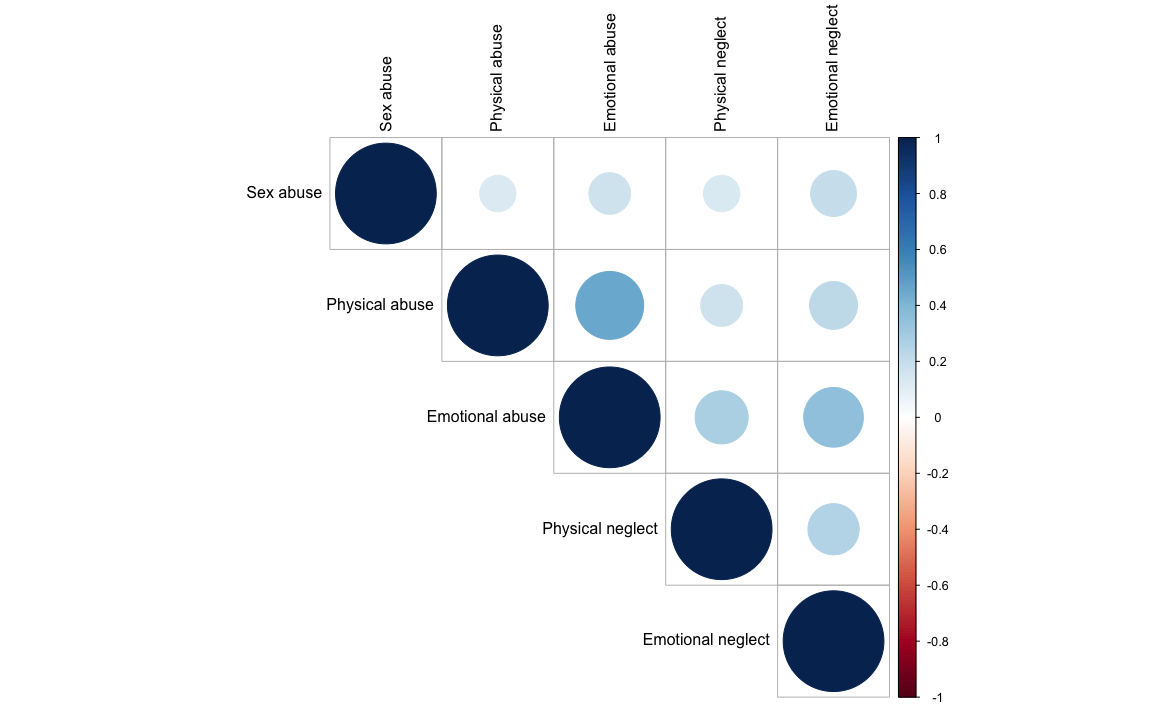 Sex abuse
Physical abuse
Emotional abuse
Physical neglect
Emotional neglect
Sex abuse
Physical abuse
Emotional abuse
Physical neglect
Emotional neglect
1
0.8
0.6
0.4
0.2
0
-0.2
-0.4
-0.6
-0.8
-1